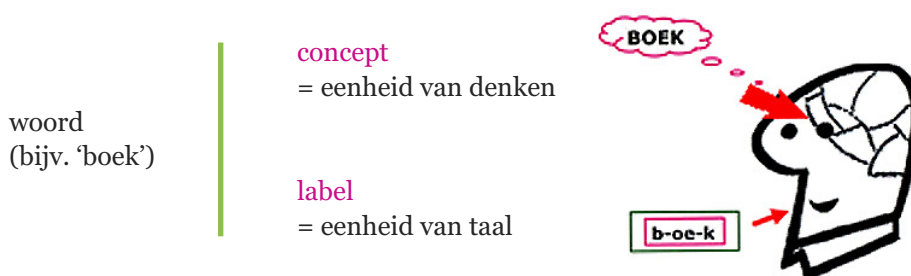 woord
(bijv. ‘boek’)
concept
= eenheid van denken
label
= eenheid van taal
BOEK
b-oe-k